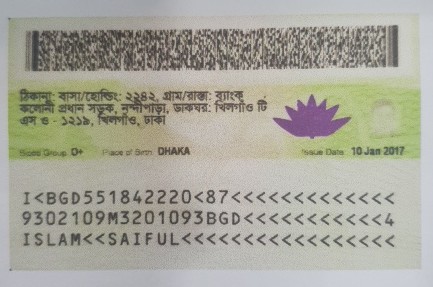 ঠিকানা: বাসা/হোল্ডিং: ২২৪২, গ্রাম/রাস্তা: ব্যাংক
কলোনী প্রধান সড়ক, নন্দীপাড়া, ডাকঘর: খিলগাঁও টি
এস ও - ১২১৯, খিলগাঁও, ঢাকা
Blood Group O+ Place of Birth DHAKA Issue Date 10 Jan 2017
I<BGD551842220<87<<<<<<<<<<<<<
9302109M3201093BGD<<<<<<<<<<<4
ISLAM<<SAIFUL<<<<<<<<<<<<<<<<<